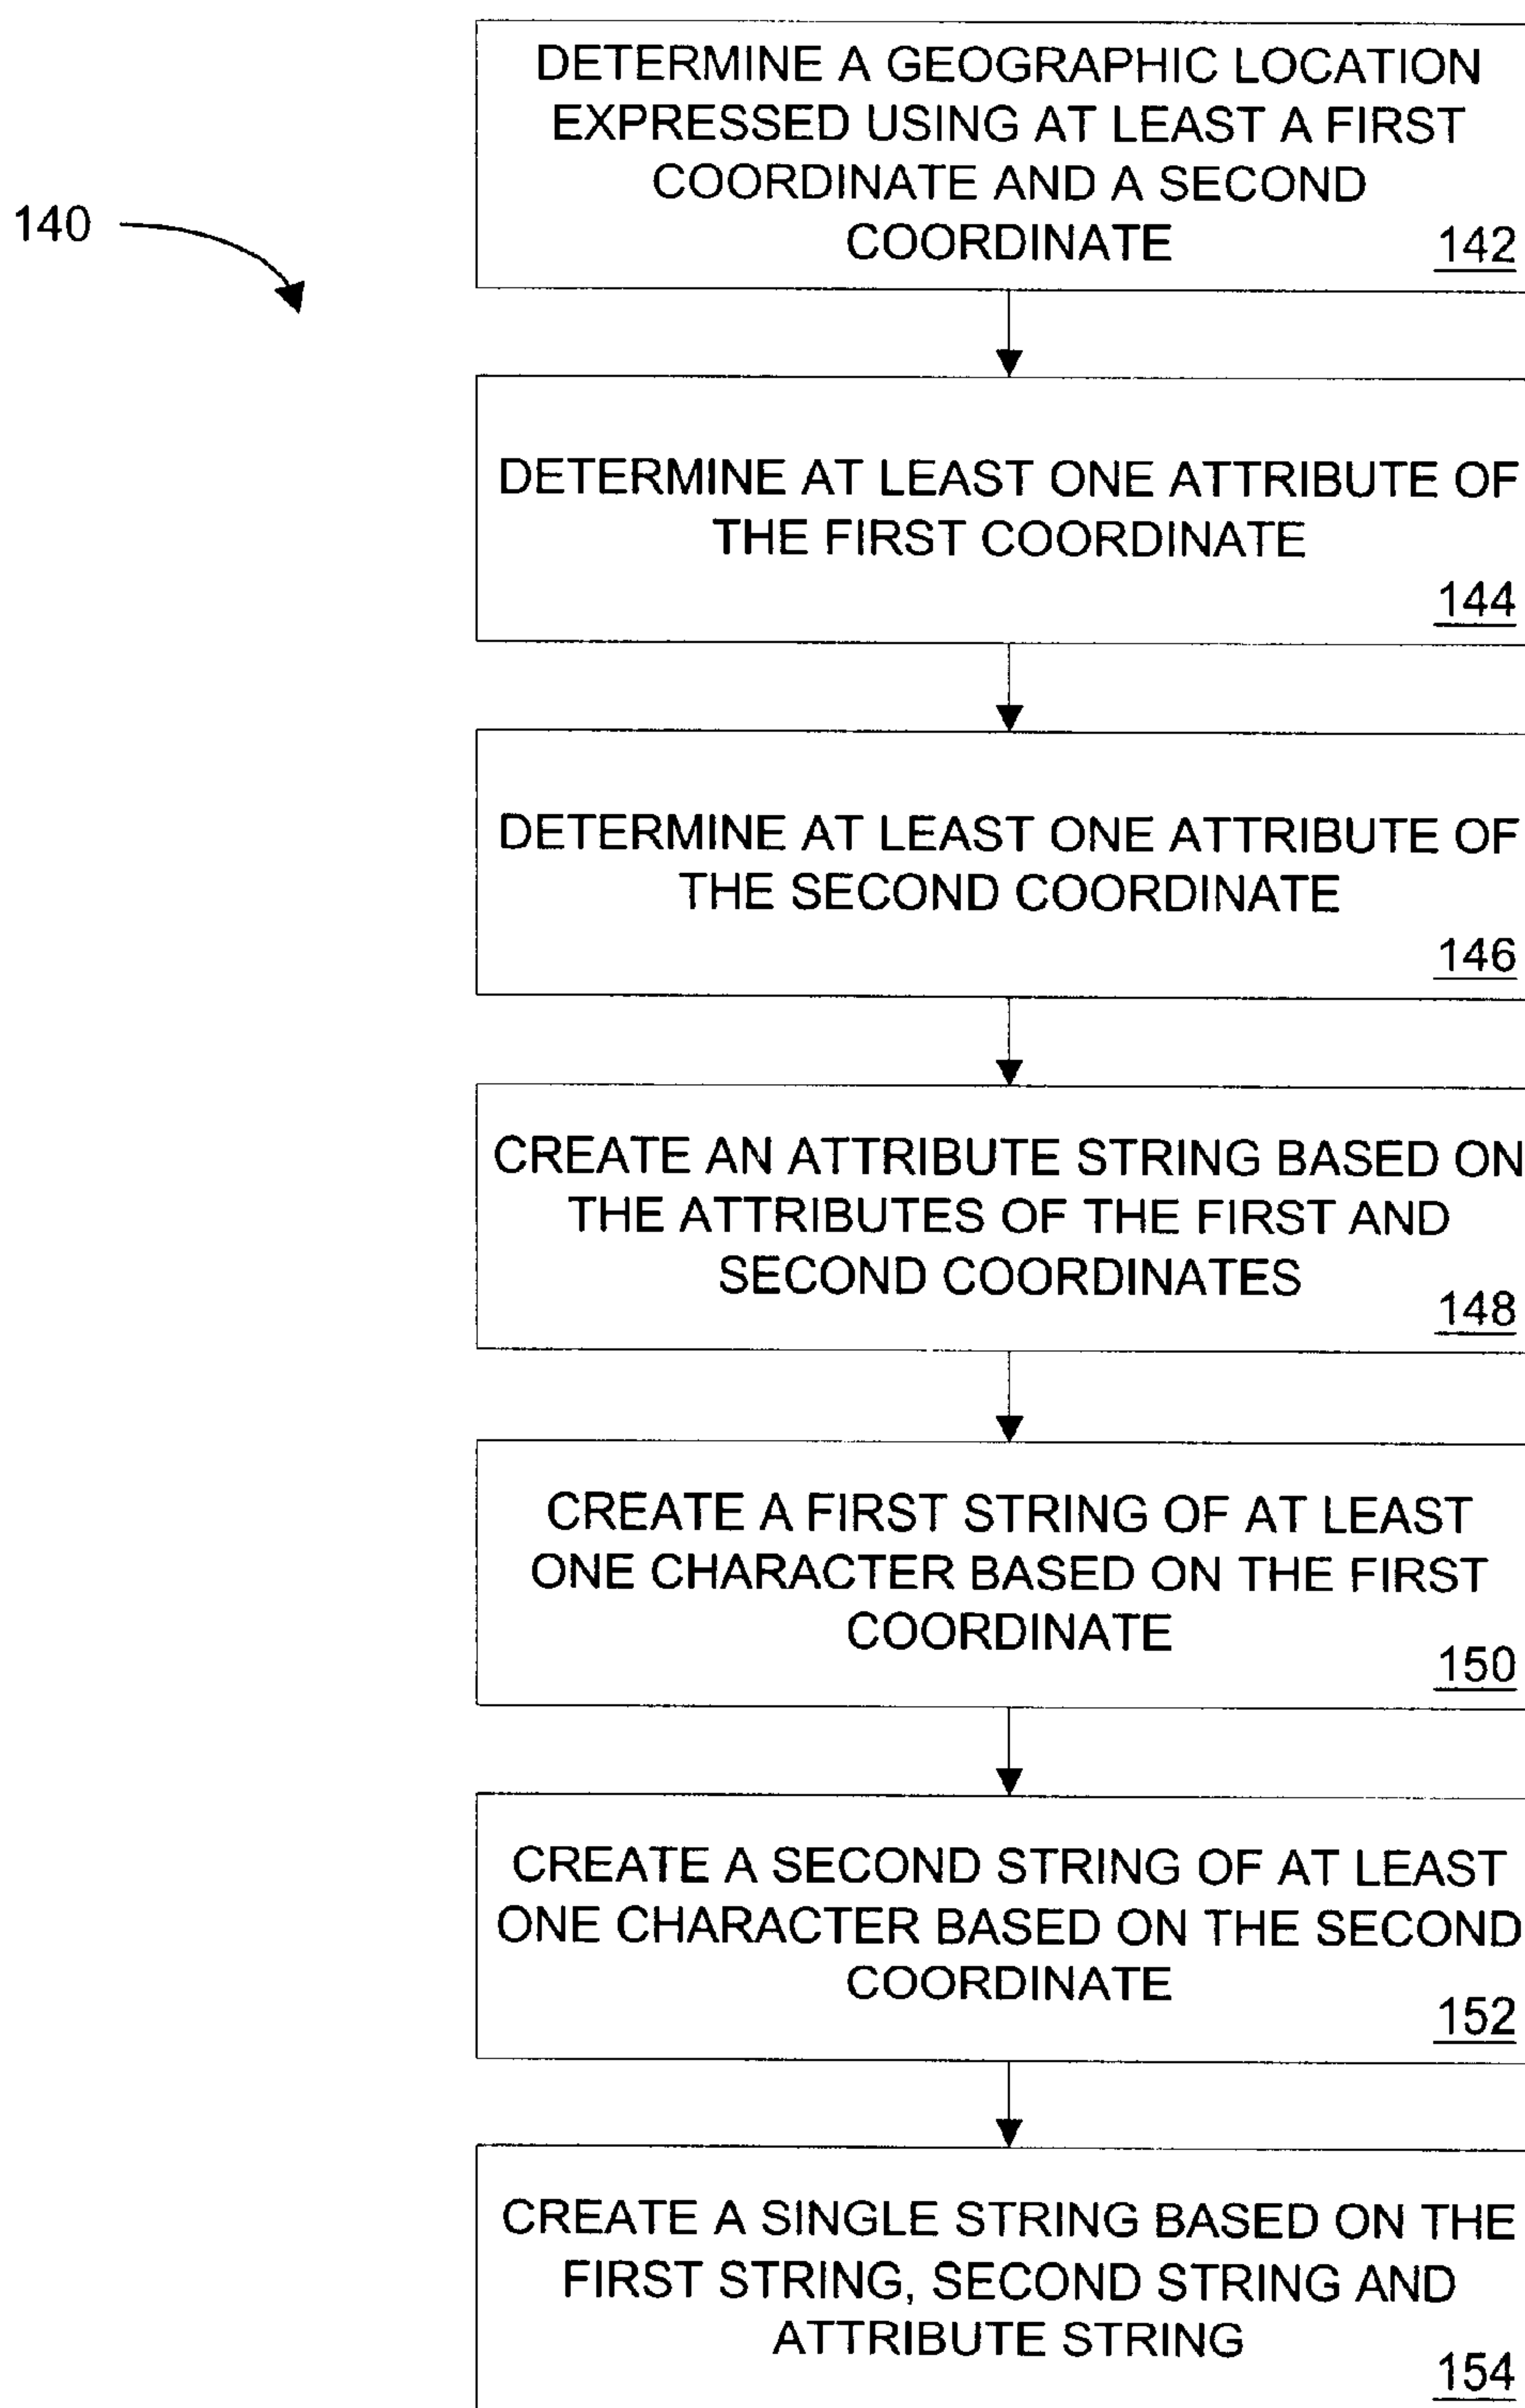 DETERMINE A GEOGRAPHIC LOCATION
EXPRESSED USING AT LEAST A FIRST
COORDINATE AND A SECOND
COORDINATE
142
140
DETERMINE AT LEAST ONE ATTRIBUTE OF
THE FIRST COORDINATE
144
DETERMINE AT LEAST ONE ATTRIBUTE OF
THE SECOND COORDINATE
146
CREATE AN ATTRIBUTE STRING BASED ON
THE ATTRIBUTES OF THE FIRST AND
SECOND COORDINATES
148
CREATE A FIRST STRING OF AT LEAST
ONE CHARACTER BASED ON THE FIRST
COORDINATE
150
CREATE A SECOND STRING OF AT LEAST
ONE CHARACTER BASED ON THE SECOND
COORDINATE
152
CREATE A SINGLE STRING BASED ON THE
FIRST STRING, SECOND STRING AND
ATTRIBUTE STRING
154